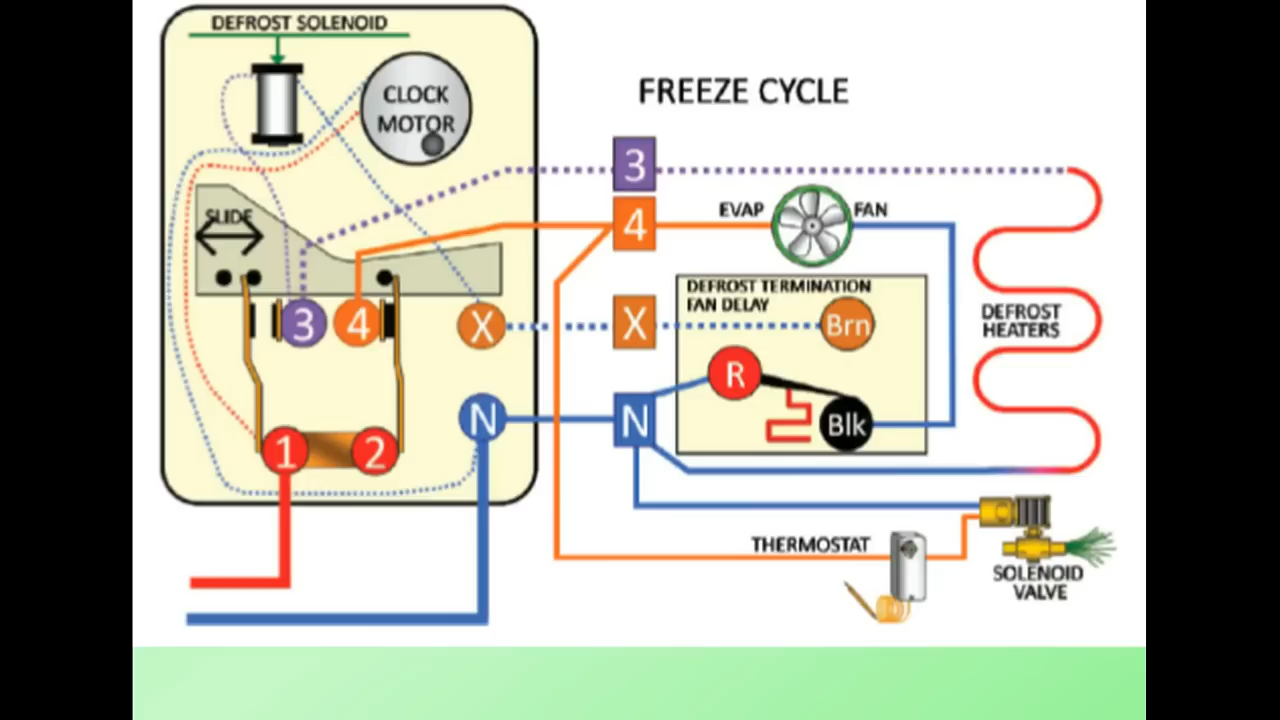 DEFROST SOLENOID
CLOCK
MOTOR
FREEZE CYCLE
3
4
EVAP
FAN
SLIDE
DEFROST TERMINATION
FAN DELAY
DEFROST
HEATERS
3
4
X
X
Brn
R
N
N
Blk
1
2
THERMOSTAT
SOLENOID
VALVE